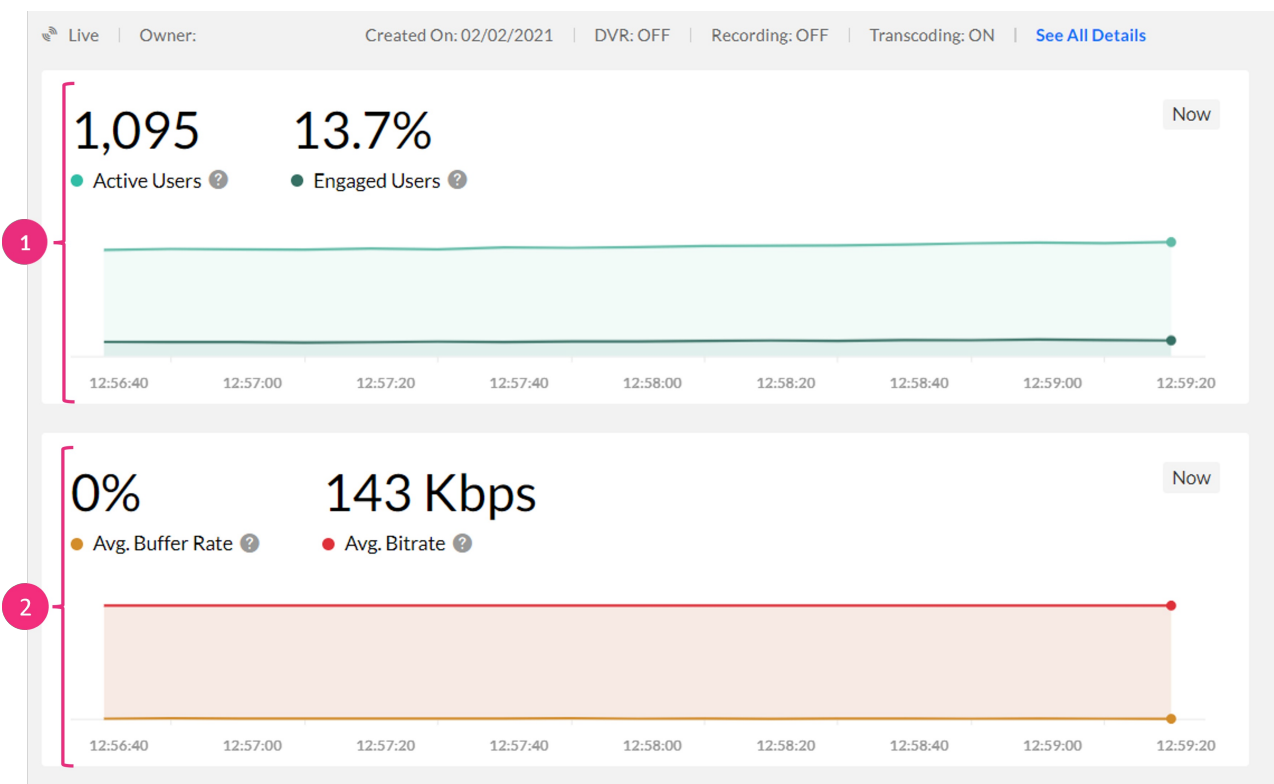 Live | Owner: Created On: 02/02/2021 | DVR: OFF | Recording: OFF | Transcoding: ON | See All Details
1,095 13.7% Now
Active Users ? Engaged Users ?
1
12:56:40 12:57:00 12:57:20 12:57:40 12:58:00 12:58:20 12:58:40 12:59:00 12:59:20
0% 143 Kbps Now
Avg. Buffer Rate ? Avg. Bitrate ?
2
12:56:40 12:57:00 12:57:20 12:57:40 12:58:00 12:58:20 12:58:40 12:59:00 12:59:20